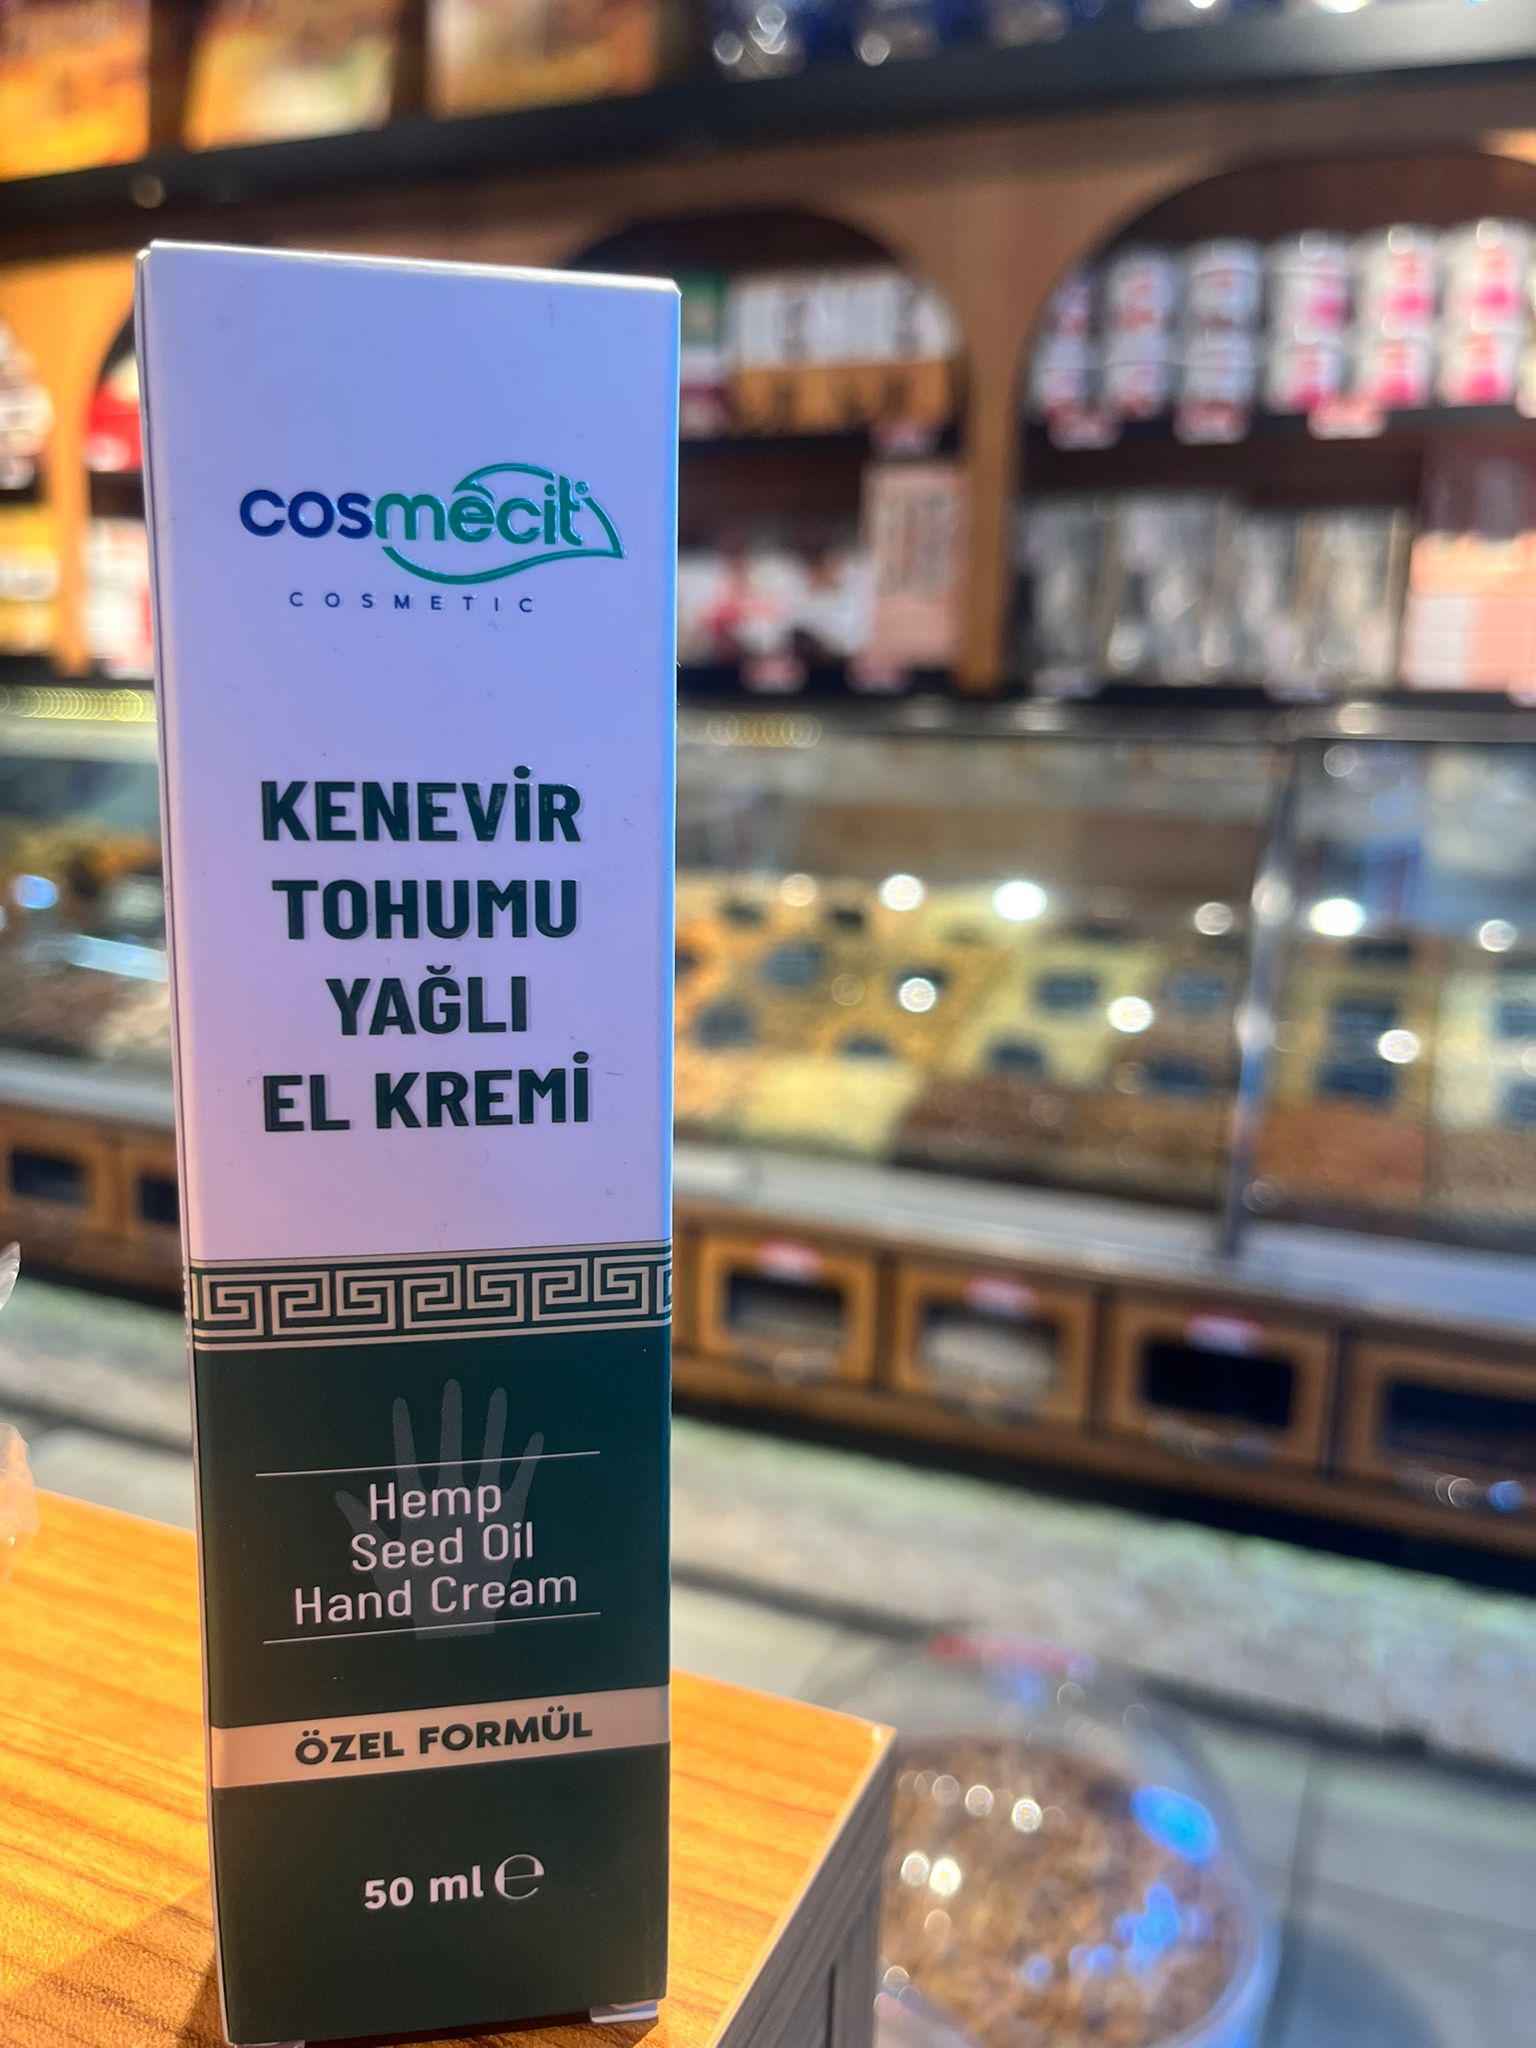 cosmecit®
COSMETIC
KENEVİR
TOHUMU
YAĞLI
EL KREMİ
Hemp
Seed Oil
Hand Cream
ÖZEL FORMÜL
50 ml ℮